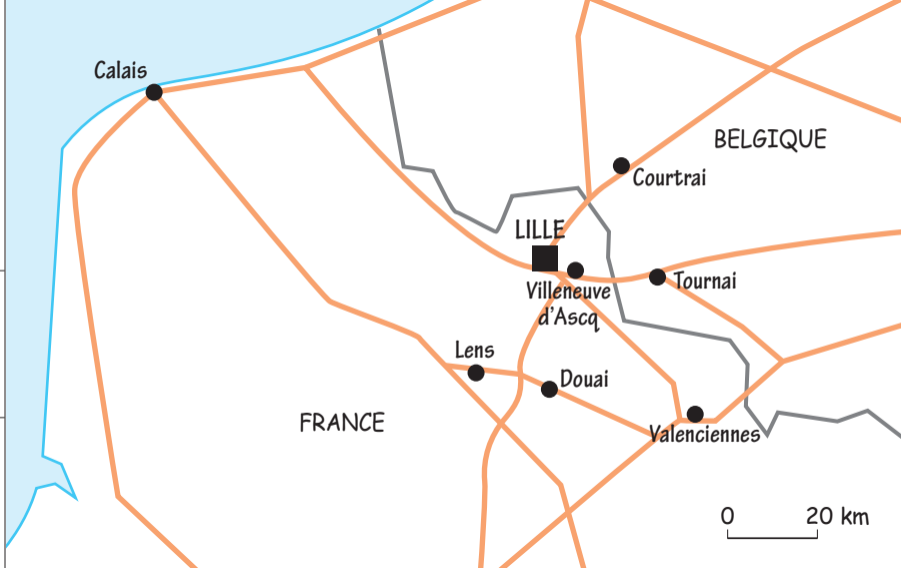 Calais
BELGIQUE
Courtrai
LILLE
Tournai
Villeneuve
d'Ascq
Lens
Douai
FRANCE
Valenciennes
0 20 km